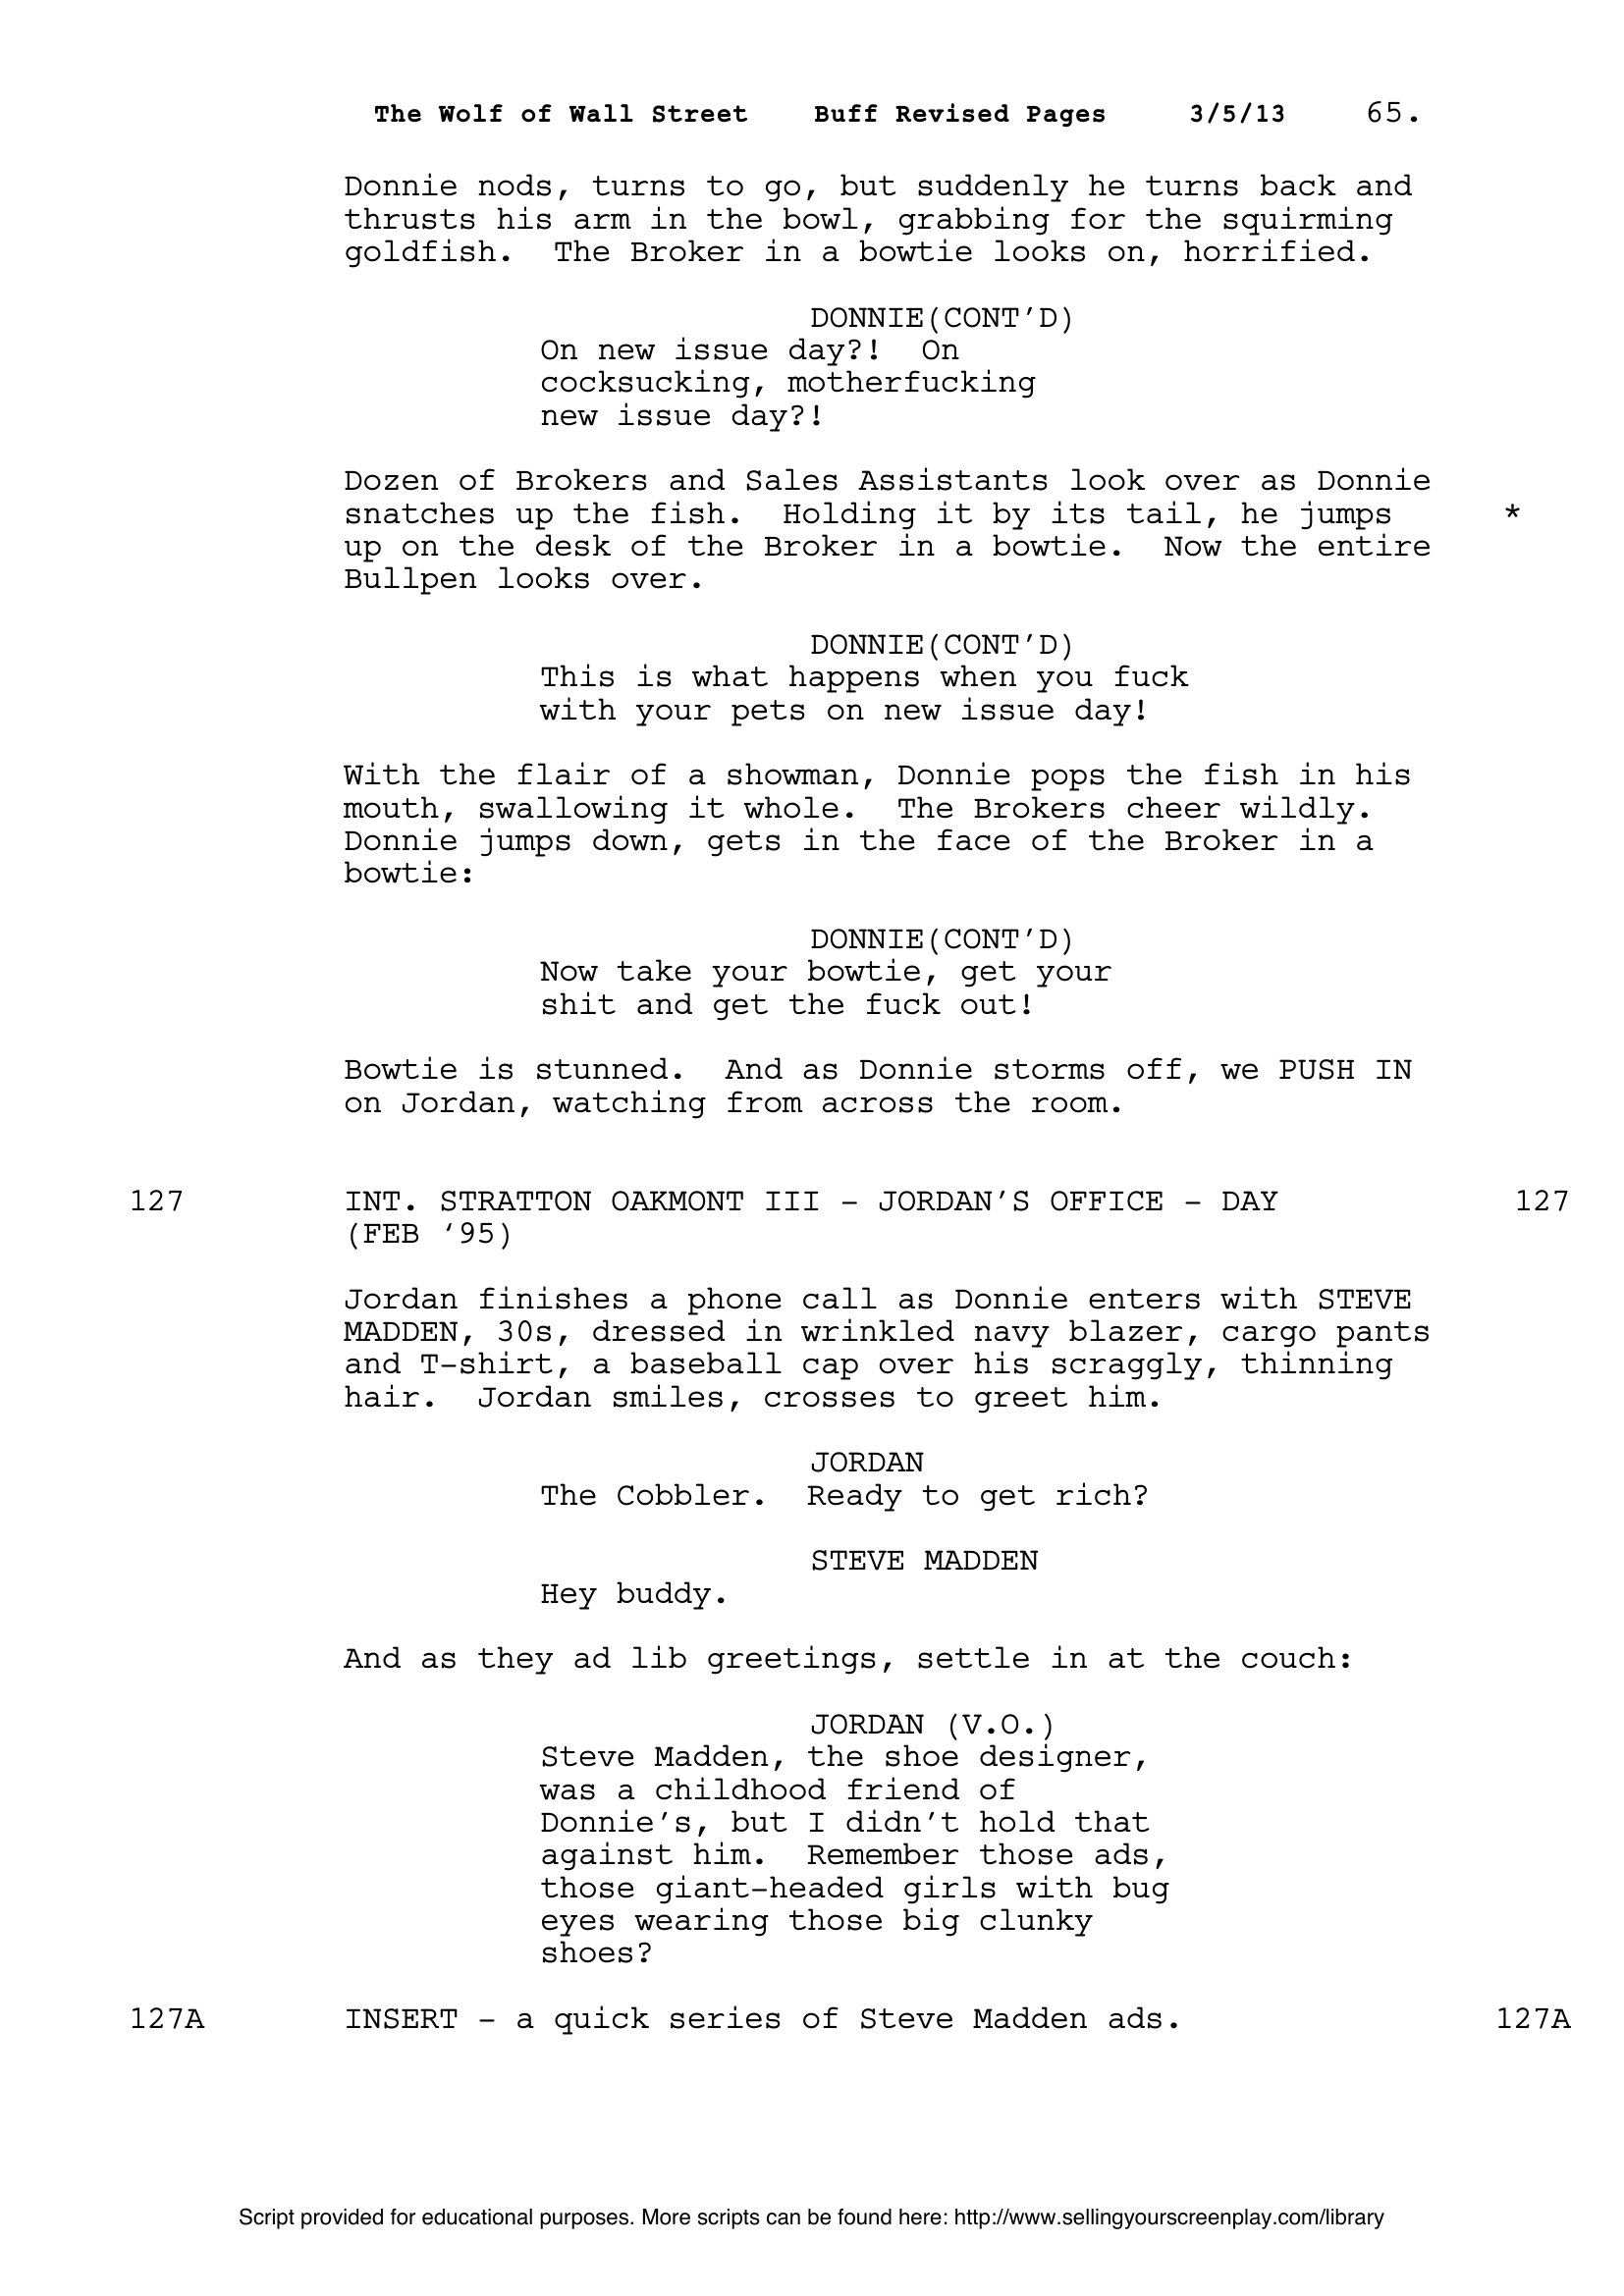 The Wolf of Wall Street Buff Revised Pages 3/5/13 65.
Donnie nods, turns to go, but suddenly he turns back and
thrusts his arm in the bowl, grabbing for the squirming
goldfish. The Broker in a bowtie looks on, horrified.
DONNIE(CONT'D)
On new issue day?! On
cocksucking, motherfucking
new issue day?!
Dozen of Brokers and Sales Assistants look over as Donnie
snatches up the fish. Holding it by its tail, he jumps *
up on the desk of the Broker in a bowtie. Now the entire
Bullpen looks over.
DONNIE(CONT'D)
This is what happens when you fuck
with your pets on new issue day!
With the flair of a showman, Donnie pops the fish in his
mouth, swallowing it whole. The Brokers cheer wildly.
Donnie jumps down, gets in the face of the Broker in a
bowtie:
DONNIE(CONT'D)
Now take your bowtie, get your
shit and get the fuck out!
Bowtie is stunned. And as Donnie storms off, we PUSH IN
on Jordan, watching from across the room.
127 INT. STRATTON OAKMONT III – JORDAN'S OFFICE – DAY 127
(FEB '95)
Jordan finishes a phone call as Donnie enters with STEVE
MADDEN, 30s, dressed in wrinkled navy blazer, cargo pants
and T-shirt, a baseball cap over his scraggly, thinning
hair. Jordan smiles, crosses to greet him.
JORDAN
The Cobbler. Ready to get rich?
STEVE MADDEN
Hey buddy.
And as they ad lib greetings, settle in at the couch:
JORDAN (V.O.)
Steve Madden, the shoe designer,
was a childhood friend of
Donnie's, but I didn't hold that
against him. Remember those ads,
those giant-headed girls with bug
eyes wearing those big clunky
shoes?
127A INSERT – a quick series of Steve Madden ads. 127A
Script provided for educational purposes. More scripts can be found here: http://www.sellingyourscreenplay.com/library